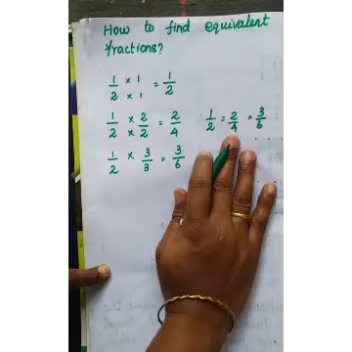 How to find equivalent
fractions?
1/2 × 1 × 1 = 1/2
1/2 × 2 × 2 = 2/4
1/2 = 2/4 = 3/6
1/2 × 3/3 = 3/6